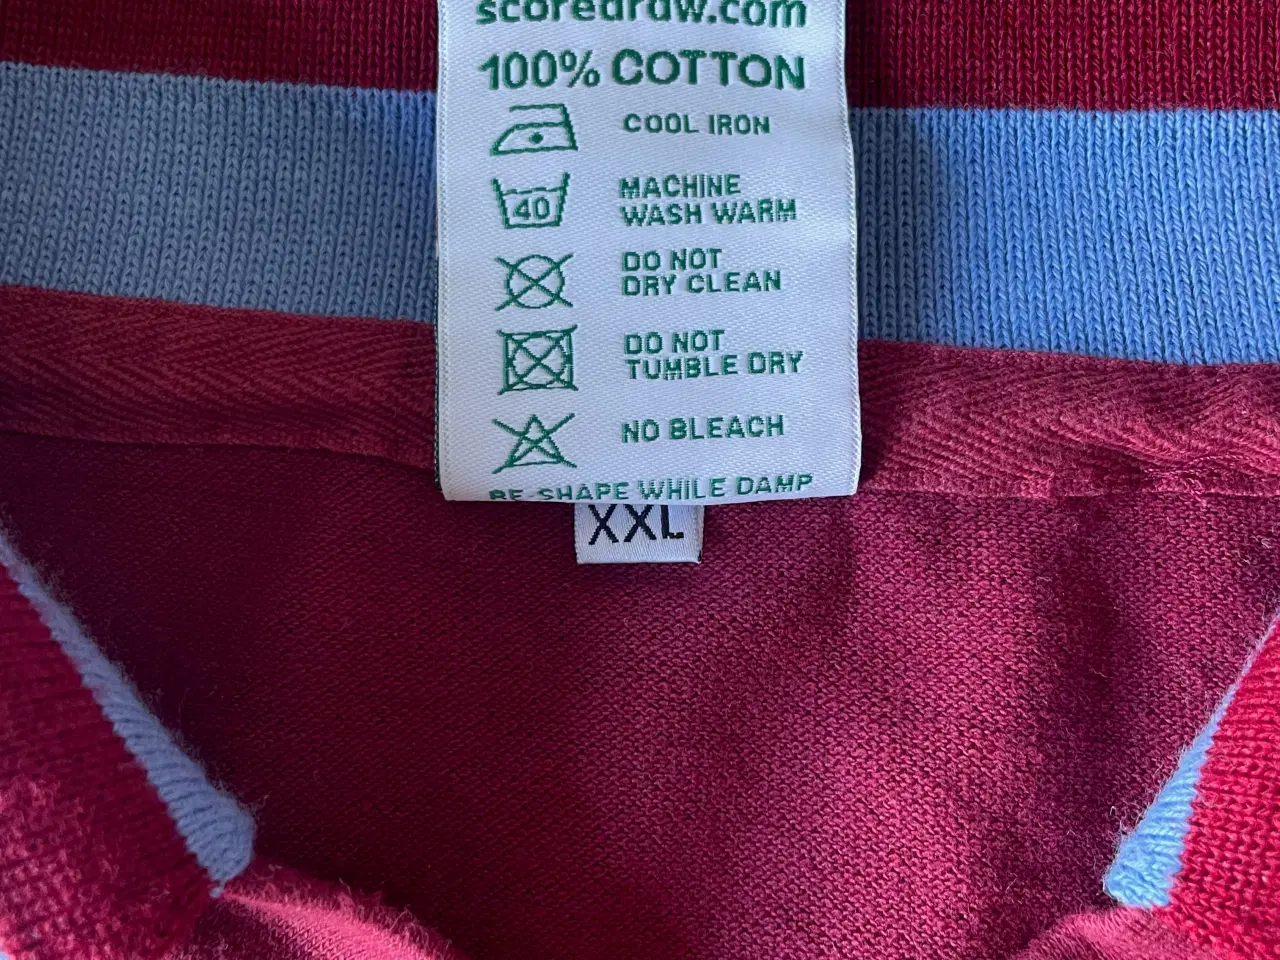 scoredraw.com
100% COTTON
COOL IRON
40
MACHINE
WASH WARM
DO NOT
DRY CLEAN
DO NOT
TUMBLE DRY
NO BLEACH
RE-SHAPE WHILE DAMP
XXL